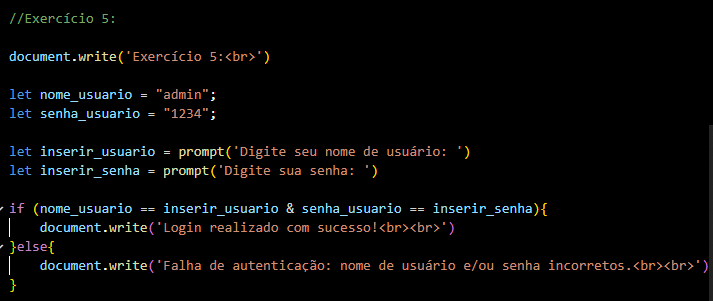 //Exercício 5:
document.write('Exercício 5:<br>')
let nome_usuario = "admin";
let senha_usuario = "1234";
let inserir_usuario = prompt('Digite seu nome de usuário: ')
let inserir_senha = prompt('Digite sua senha: ')
if (nome_usuario == inserir_usuario & senha_usuario == inserir_senha){
    document.write('Login realizado com sucesso!<br><br>')
}else{
    document.write('Falha de autenticação: nome de usuário e/ou senha incorretos.<br><br>')
}